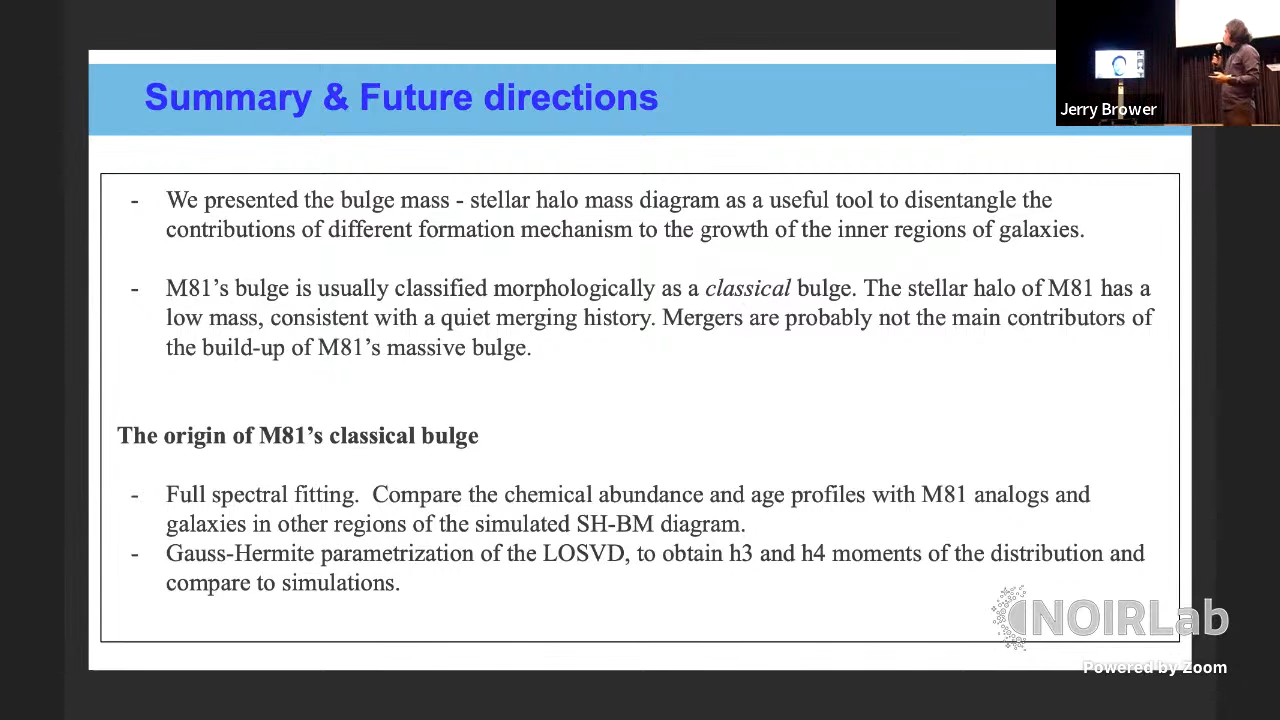 Summary & Future directions
Jerry Brower
- We presented the bulge mass - stellar halo mass diagram as a useful tool to disentangle the
contributions of different formation mechanism to the growth of the inner regions of galaxies.
- M81’s bulge is usually classified morphologically as a classical bulge. The stellar halo of M81 has a
low mass, consistent with a quiet merging history. Mergers are probably not the main contributors of
the build-up of M81’s massive bulge.
The origin of M81’s classical bulge
- Full spectral fitting.  Compare the chemical abundance and age profiles with M81 analogs and
galaxies in other regions of the simulated SH-BM diagram.
- Gauss-Hermite parametrization of the LOSVD, to obtain h3 and h4 moments of the distribution and
compare to simulations.
NOIRLab
Powered by Zoom